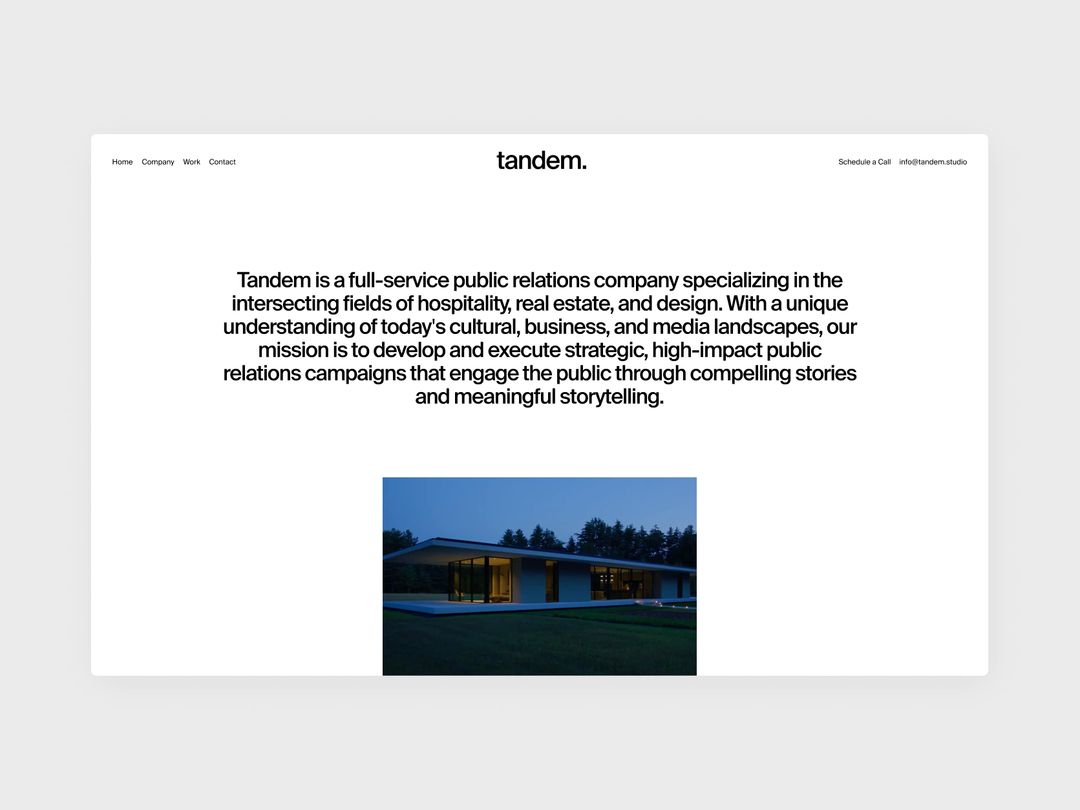 Home Company Work Contact
tandem.
Schedule a Call info@tandem.studio
Tandem is a full-service public relations company specializing in the
intersecting fields of hospitality, real estate, and design. With a unique
understanding of today's cultural, business, and media landscapes, our
mission is to develop and execute strategic, high-impact public
relations campaigns that engage the public through compelling stories
and meaningful storytelling.